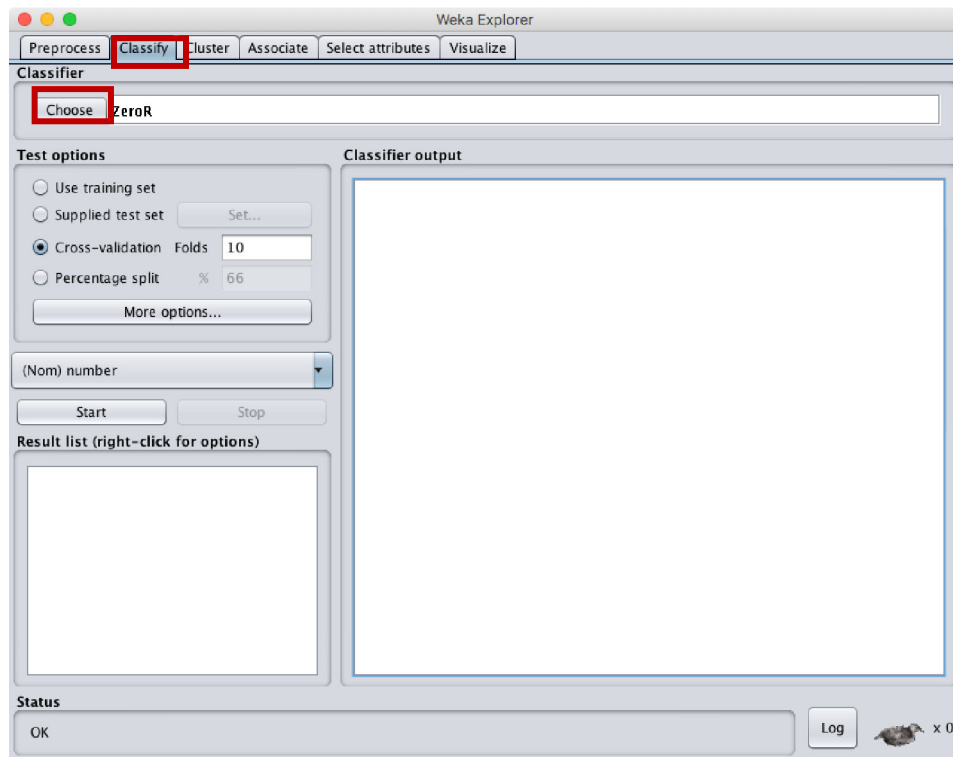 Weka Explorer
Preprocess Classify Cluster Associate Select attributes Visualize
Classifier
Choose ZeroR
Test options
Use training set
Supplied test set Set...
Cross-validation Folds 10
Percentage split % 66
More options...
(Nom) number
Start Stop
Result list (right-click for options)
Classifier output
Status
OK
Log x 0